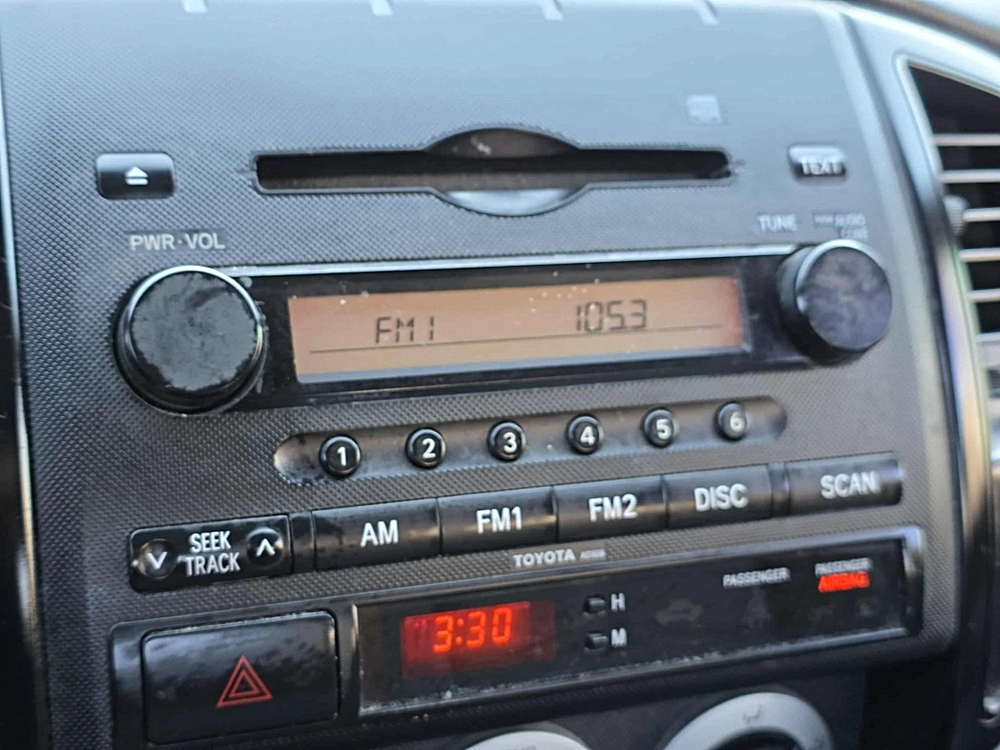 TEXT
PWR·VOL
TUNE AUDIO
FM1 105.3
1 2 3 4 5 6
AM FM1 FM2 DISC SCAN
SEEK
TRACK
TOYOTA
PASSENGER PASSENGER
AIRBAG
3:30 H
M